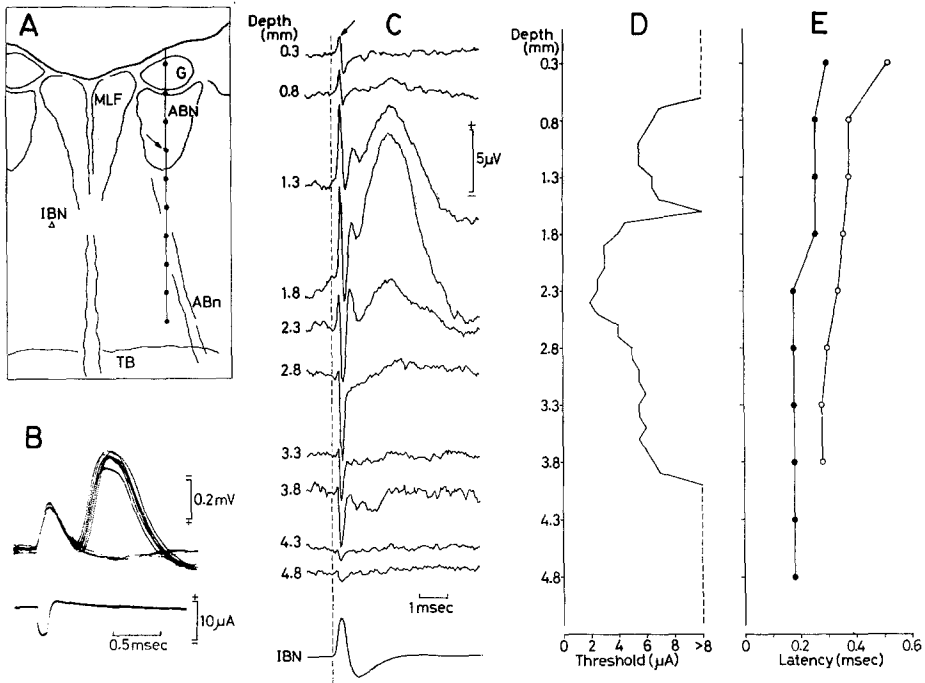 A
G
MLF
ABN
IBN
ABn
TB
B
0.2mV
10μA
0.5msec
Depth
(mm)
C
0.3
0.8
1.3
1.8
2.3
2.8
3.3
3.8
4.3
4.8
5μV
1msec
IBN
D
0 2 4 6 >8
Threshold (μA)
Depth
(mm)
E
0.3
0.8
1.3
1.8
2.3
2.8
3.3
3.8
4.3
4.8
0 0.2 0.4 0.6
Latency (msec)